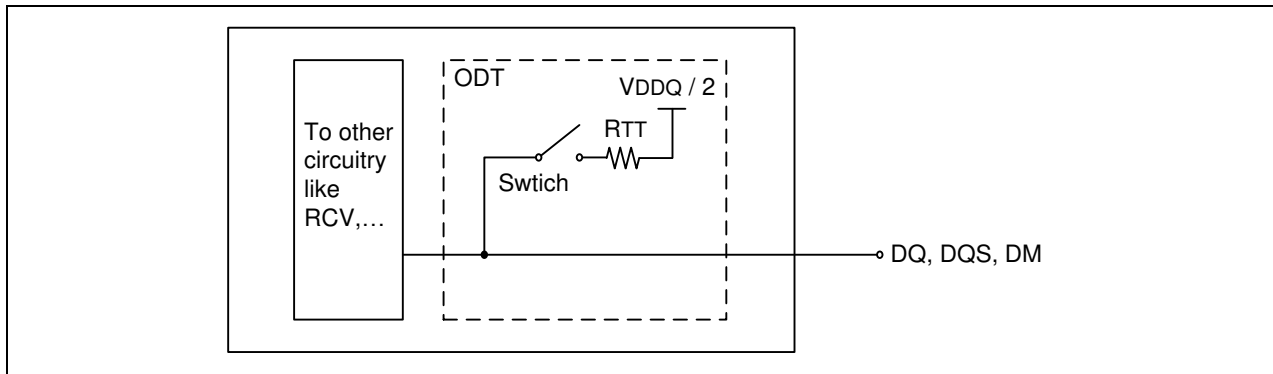 ODT
VDDQ / 2
RTT
Swtich
To other
circuitry
like
RCV,…
DQ, DQS, DM